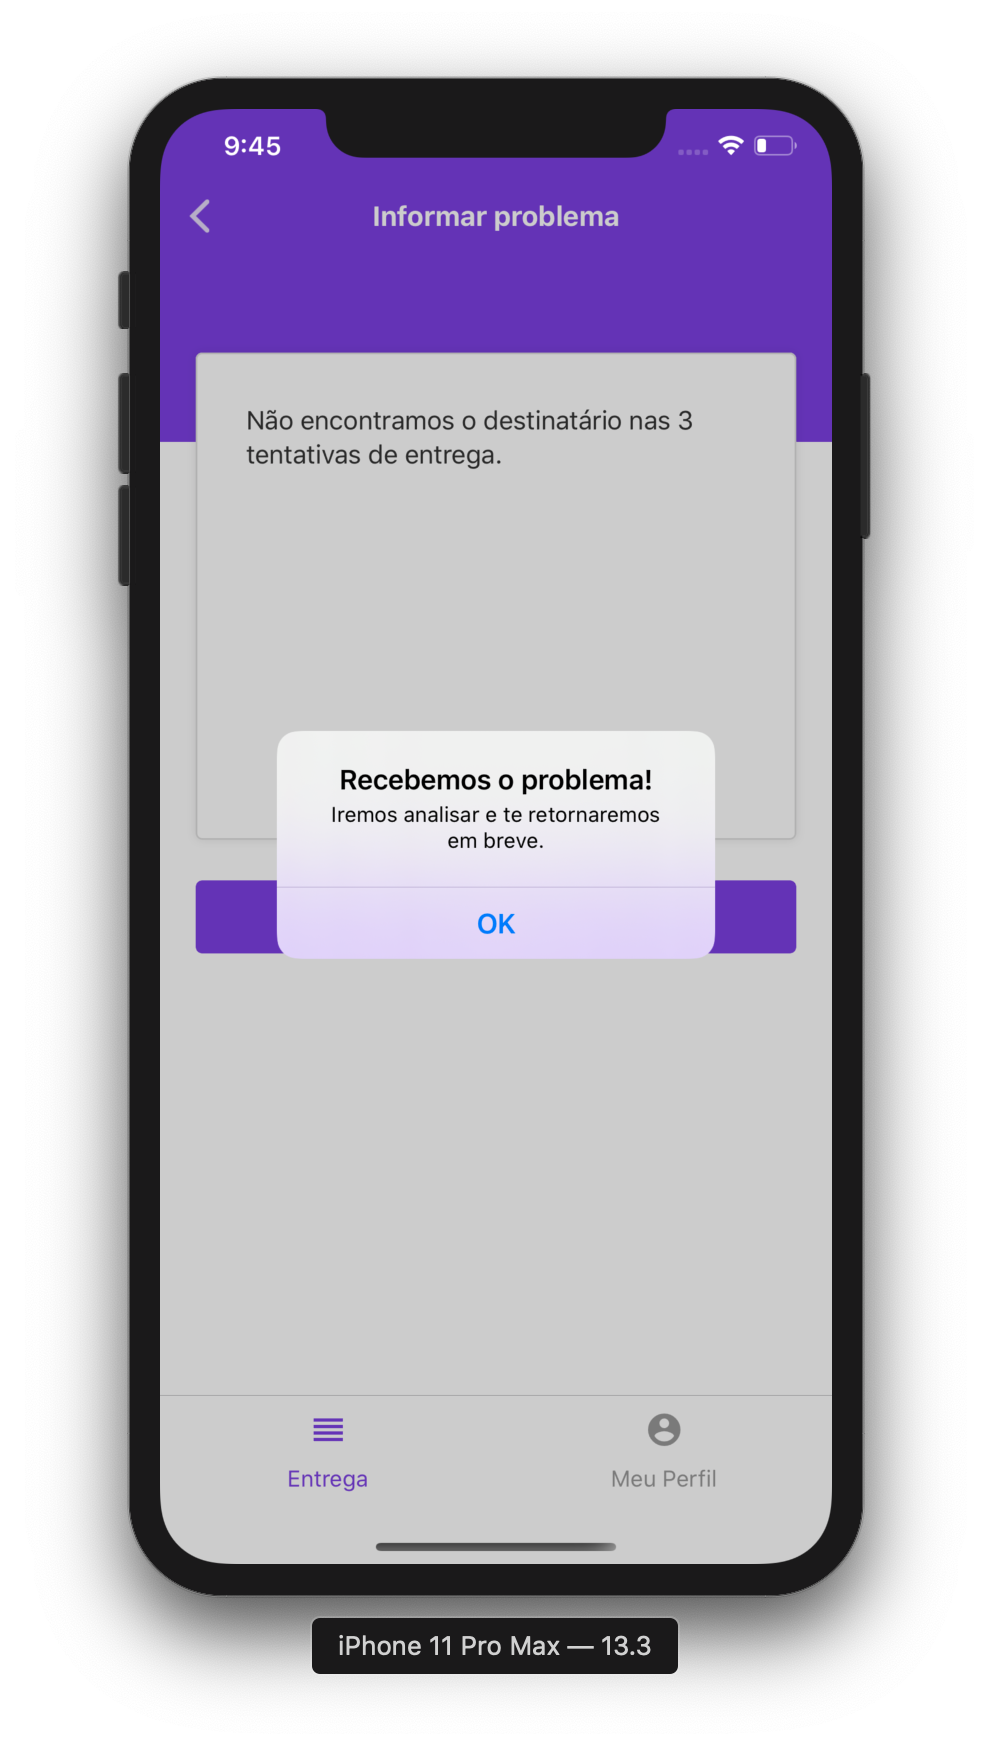 9:45
Informar problema
Não encontramos o destinatário nas 3
tentativas de entrega.
Recebemos o problema!
Iremos analisar e te retornaremos
em breve.
OK
Entrega
Meu Perfil
iPhone 11 Pro Max — 13.3